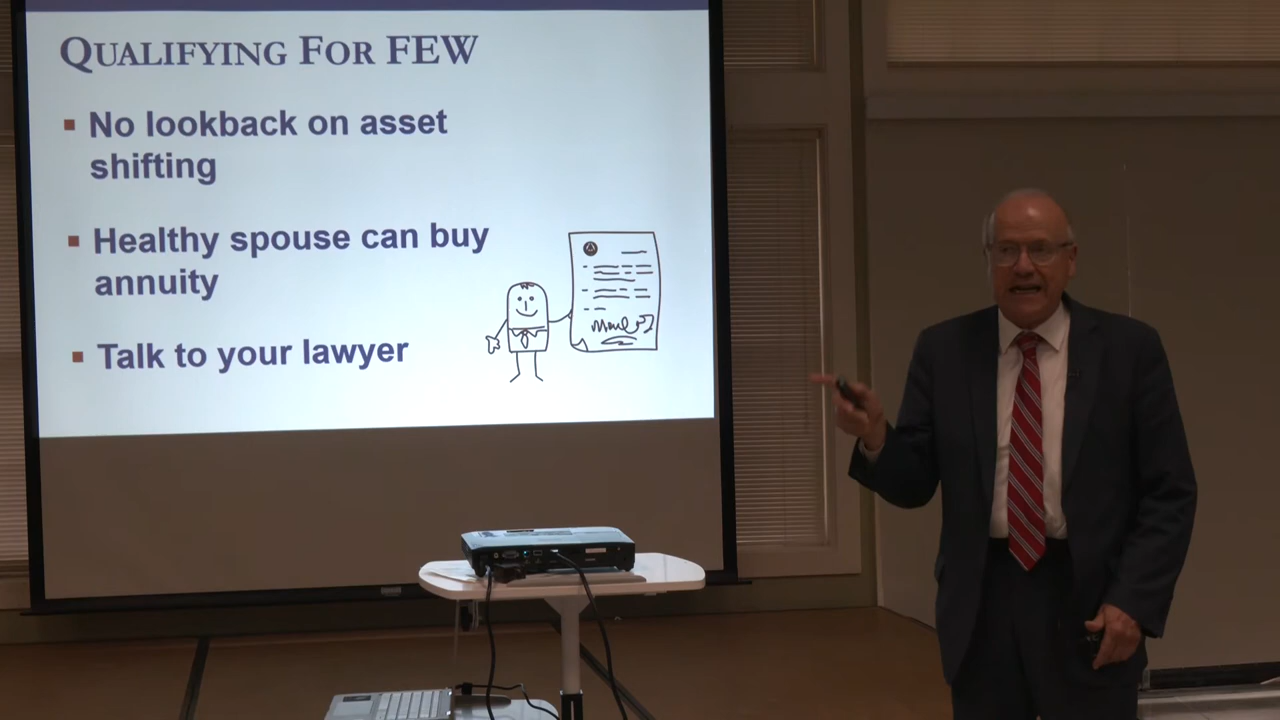 QUALIFYING FOR FEW
No lookback on asset
shifting
Healthy spouse can buy
annuity
Talk to your lawyer